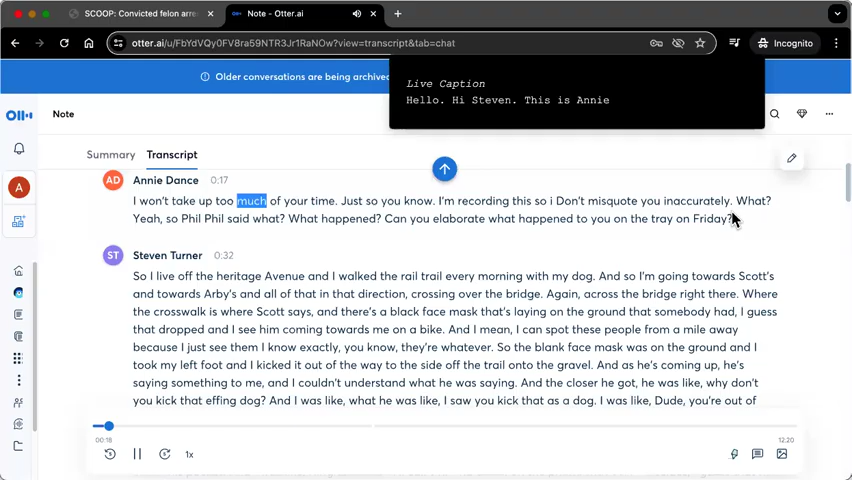 SCOOP: Convicted felon arre
Note - Otter.ai
otter.ai/u/FbYdVQy0FV8ra59NTR3Jr1RaNOw?view=transcript&tab=chat
Incognito
Older conversations are being archived
Live Caption
Hello. Hi Steven. This is Annie
Note
Summary
Transcript
A
AD
Annie Dance 0:17
I won't take up too much of your time. Just so you know. I'm recording this so i Don't misquote you inaccurately. What?
Yeah, so Phil Phil said what? What happened? Can you elaborate what happened to you on the tray on Friday?
ST
Steven Turner 0:32
So I live off the heritage Avenue and I walked the rail trail every morning with my dog. And so I'm going towards Scott's
and towards Arby's and all of that in that direction, crossing over the bridge. Again, across the bridge right there. Where
the crosswalk is where Scott says, and there's a black face mask that's laying on the ground that somebody had, I guess
that dropped and I see him coming towards me on a bike. And I mean, I can spot these people from a mile away
because I just see them I know exactly, you know, they're whatever. So the blank face mask was on the ground and I
took my left foot and I kicked it out of the way to the side off the trail onto the gravel. And as he's coming up, he's
saying something to me, and I couldn't understand what he was saying. And the closer he got, he was like, why don't
you kick that effing dog? And I was like, what he was like, I saw you kick that as a dog. I was like, Dude, you're out of
00:18
12:20
1x